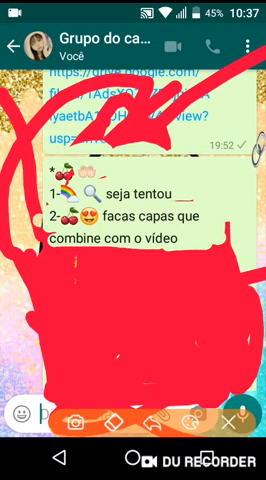 45% 10:37
Grupo do ca...
Você
https://drive.google.com/
usp=
19:52
*🍒👏🏻
1-🌈 🔍 seja tentou
2-🍒😍 facas capas que
combine com o vídeo
DU RECORDER